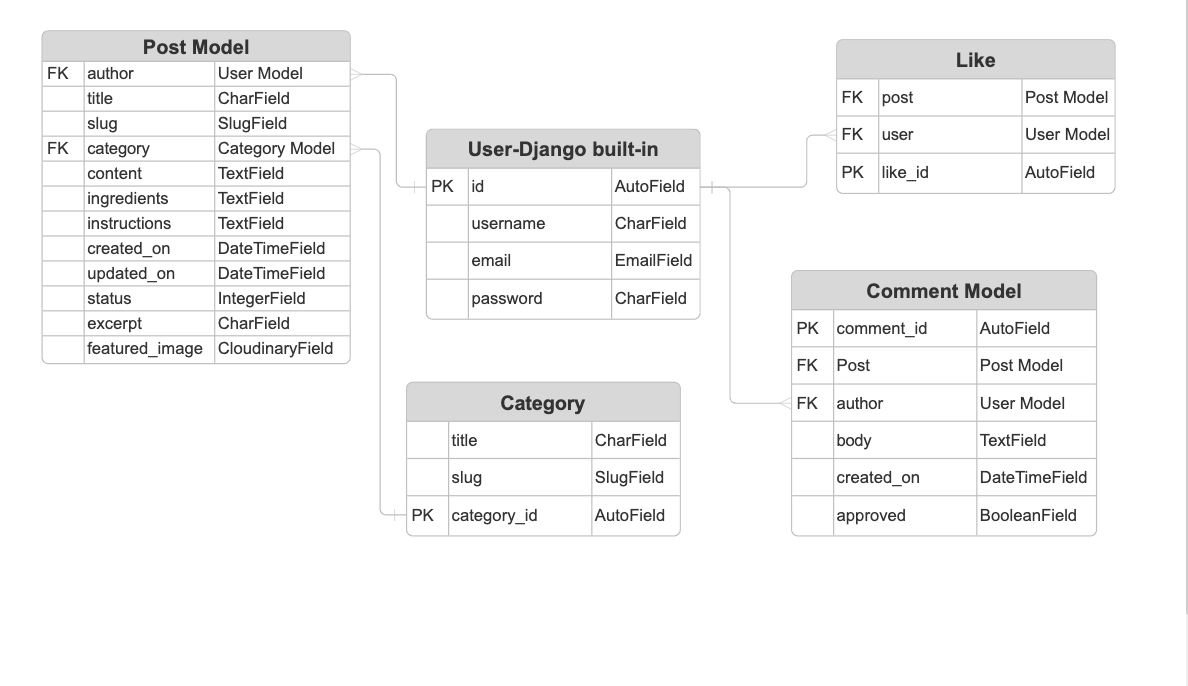 Post Model
FK author User Model
title CharField
slug SlugField
FK category Category Model
content TextField
ingredients TextField
instructions TextField
created_on DateTimeField
updated_on DateTimeField
status IntegerField
excerpt CharField
featured_image CloudinaryField
User-Django built-in
PK id AutoField
username CharField
email EmailField
password CharField
Like
FK post Post Model
FK user User Model
PK like_id AutoField
Category
title CharField
slug SlugField
PK category_id AutoField
Comment Model
PK comment_id AutoField
FK Post Post Model
FK author User Model
body TextField
created_on DateTimeField
approved BooleanField